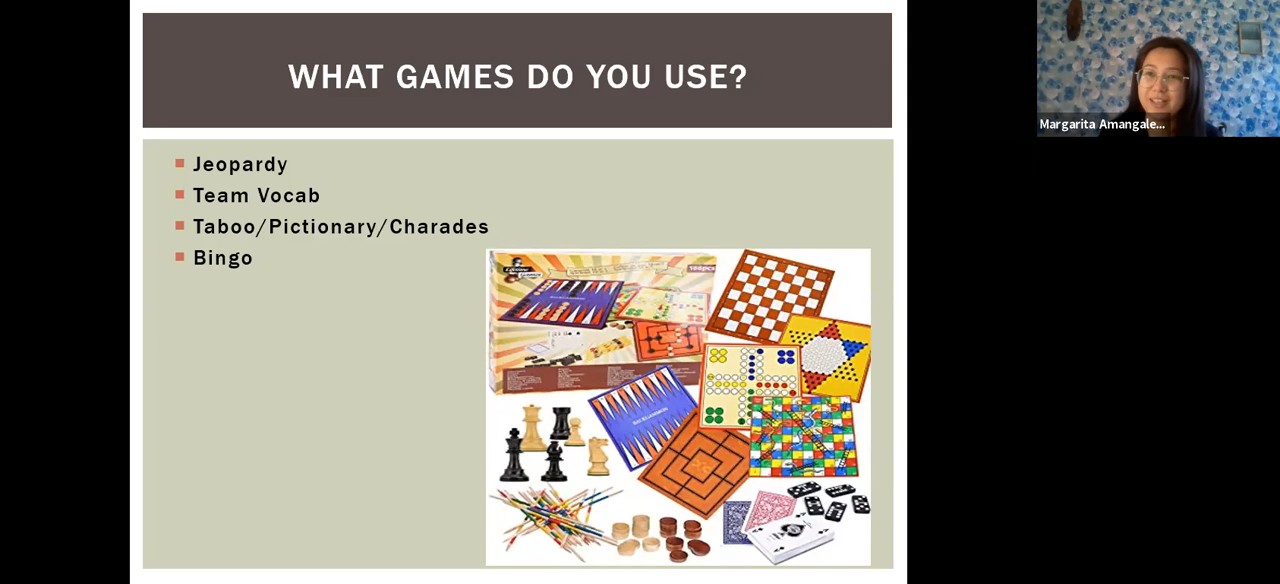 WHAT GAMES DO YOU USE?
Jeopardy
Team Vocab
Taboo/Pictionary/Charades
Bingo
Margarita Amangale...